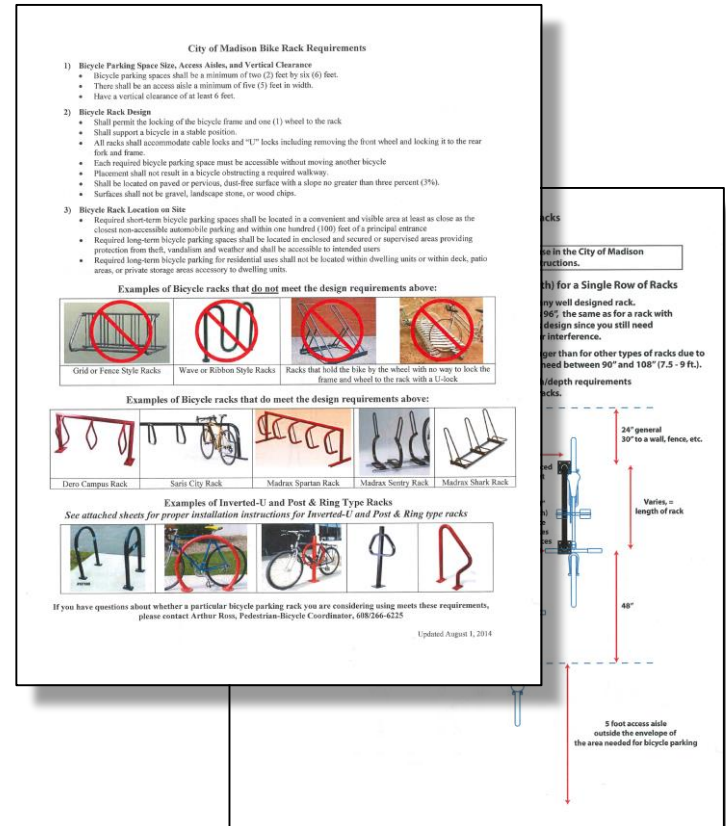 City of Madison Bike Rack Requirements
1) Bicycle Parking Space Size, Access Aisles, and Vertical Clearance
• Bicycle parking spaces shall be a minimum of two (2) feet by six (6) feet.
• There shall be an access aisle a minimum of five (5) feet in width.
• Have a vertical clearance of at least 6 feet.
2) Bicycle Rack Design
• Shall permit the locking of the bicycle frame and one (1) wheel to the rack
• Shall support a bicycle in a stable position.
• All racks shall accommodate cable locks and "U" locks including removing the front wheel and locking it to the rear
fork and frame.
• Each required bicycle parking space must be accessible without moving another bicycle
• Placement shall not result in a bicycle obstructing a required walkway.
• Shall be located on paved or pervious, dust-free surface with a slope no greater than three percent (3%).
• Surfaces shall not be gravel, landscape stone, or wood chips.
3) Bicycle Rack Location on Site
• Required short-term bicycle parking spaces shall be located in a convenient and visible area at least as close as the
closest non-accessible automobile parking and within one hundred (100) feet of a principal entrance
• Required long-term bicycle parking spaces shall be located in enclosed and secured or supervised areas providing
protection from theft, vandalism and weather and shall be accessible to intended users
• Required long-term bicycle parking for residential uses shall not be located within dwelling units or within deck, patio
areas, or private storage areas accessory to dwelling units.
Examples of Bicycle racks that do not meet the design requirements above:
Grid or Fence Style Racks
Wave or Ribbon Style Racks
Racks that hold the bike by the wheel with no way to lock the
frame and wheel to the rack with a U-lock
Examples of Bicycle racks that do meet the design requirements above:
Dero Campus Rack
Saris City Rack
Madrax Spartan Rack
Madrax Sentry Rack
Madrax Shark Rack
Examples of Inverted-U and Post & Ring Type Racks
See attached sheets for proper installation instructions for Inverted-U and Post & Ring type racks
If you have questions about whether a particular bicycle parking rack you are considering using meets these requirements,
please contact Arthur Ross, Pedestrian-Bicycle Coordinator, 608/266-6225
Updated August 1, 2014
cks
se in the City of Madison
ructions.
th) for a Single Row of Racks
ny well designed rack.
96", the same as for a rack with
design since you still need
r interference.
ger than for other types of racks due to
need between 90" and 108" (7.5 - 9 ft.).
/depth requirements
acks.
24" general
30" to a wall, fence, etc.
Varies, =
length of rack
48"
5 foot access aisle
outside the envelope of
the area needed for bicycle parking